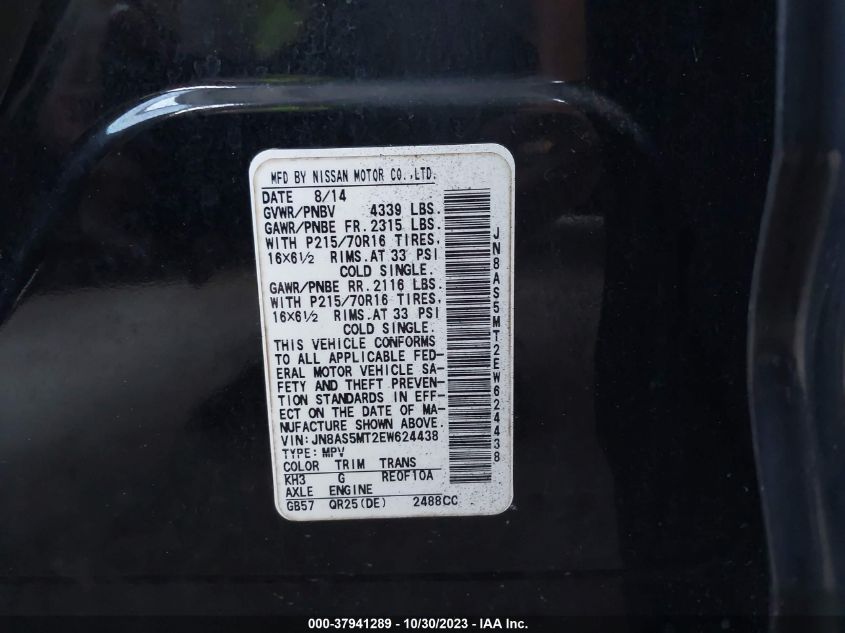 MFD BY NISSAN MOTOR CO.,LTD.
DATE 8/14
GVWR/PNBV 4339 LBS.
GAWR/PNBE FR. 2315 LBS.
WITH P215/70R16 TIRES,
16X6½ RIMS.AT 33 PSI
COLD SINGLE.
GAWR/PNBE RR. 2116 LBS.
WITH P215/70R16 TIRES,
16X6½ RIMS.AT 33 PSI
COLD SINGLE.
THIS VEHICLE CONFORMS
TO ALL APPLICABLE FED-
ERAL MOTOR VEHICLE SA-
FETY AND THEFT PREVEN-
TION STANDARDS IN EFF-
ECT ON THE DATE OF MA-
NUFACTURE SHOWN ABOVE.
VIN:JN8AS5MT2EW624438
TYPE:MPV
COLOR TRIM TRANS
KH3 G RE0F10A
AXLE ENGINE
GB57 QR25(DE) 2488CC
JN8AS5MT2EW624438
000-37941289 - 10/30/2023 - IAA Inc.